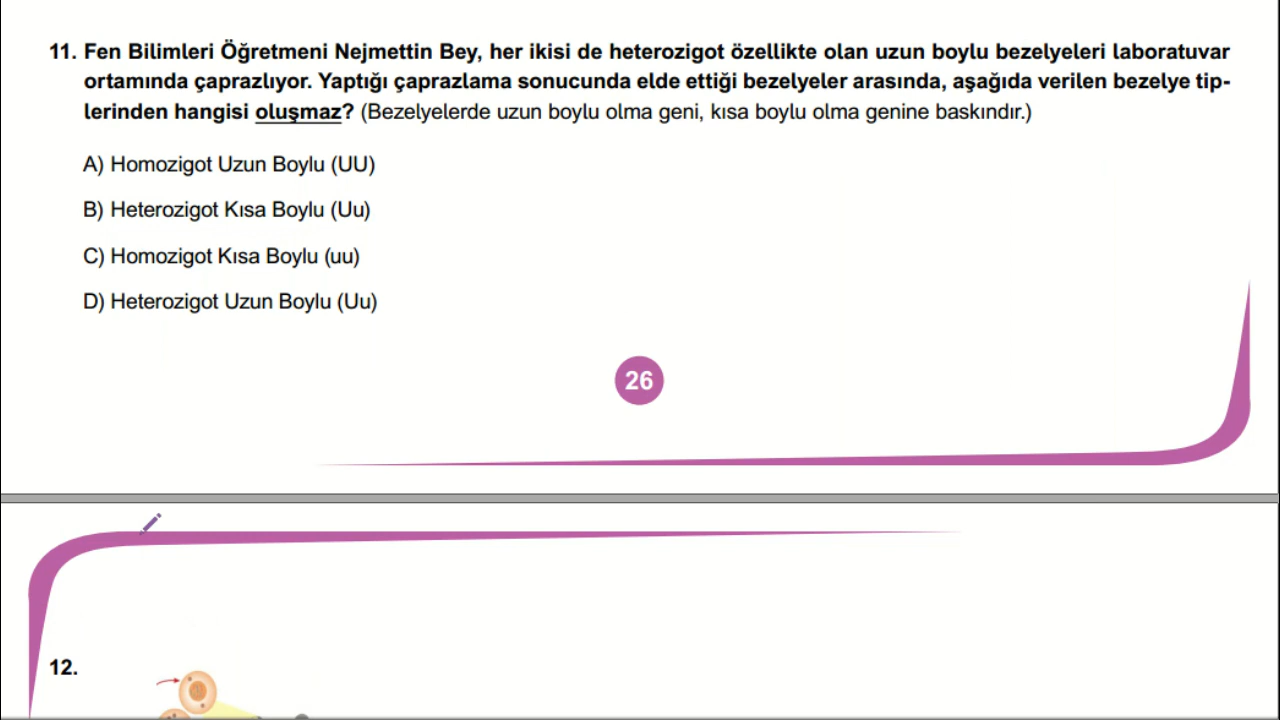 11. Fen Bilimleri Öğretmeni Nejmettin Bey, her ikisi de heterozigot özellikte olan uzun boylu bezelyeleri laboratuvar
ortamında çaprazlıyor. Yaptığı çaprazlama sonucunda elde ettiği bezelyeler arasında, aşağıda verilen bezelye tip-
lerinden hangisi oluşmaz? (Bezelyelerde uzun boylu olma geni, kısa boylu olma genine baskındır.)
A) Homozigot Uzun Boylu (UU)
B) Heterozigot Kısa Boylu (Uu)
C) Homozigot Kısa Boylu (uu)
D) Heterozigot Uzun Boylu (Uu)
26
12.